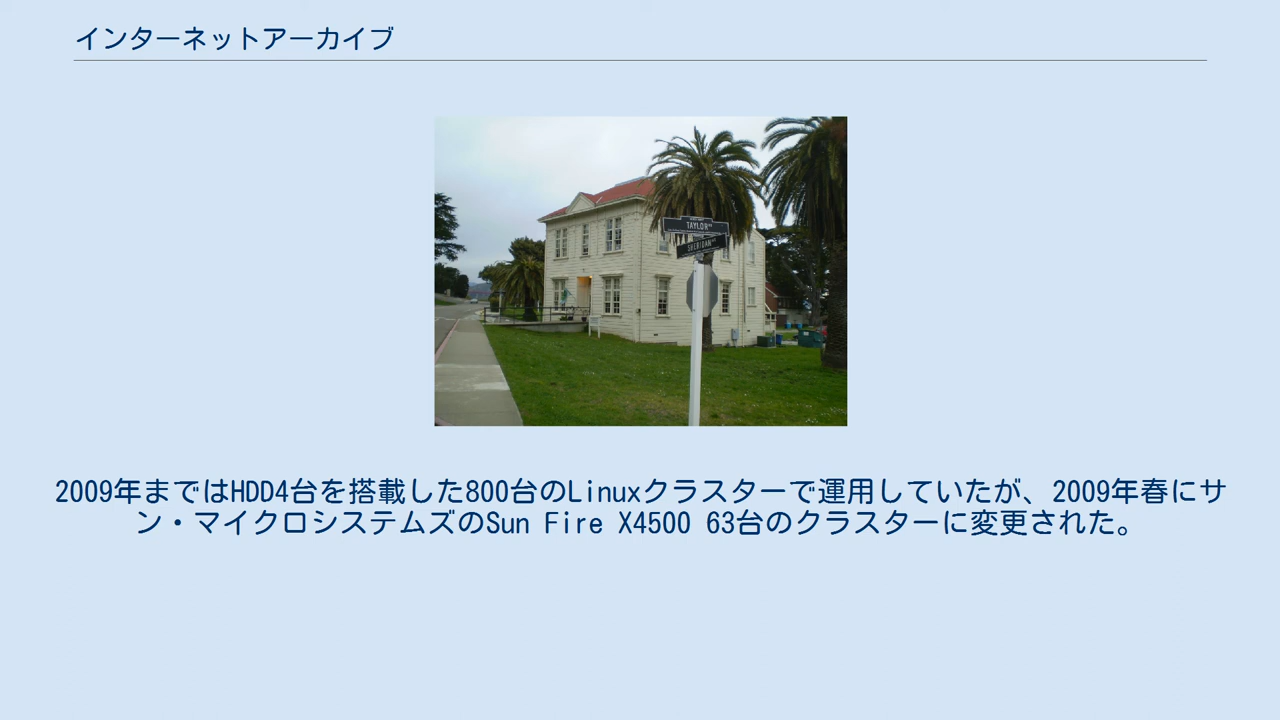 インターネットアーカイブ
TAYLOR
SHERIDAN
2009年まではHDD4台を搭載した800台のLinuxクラスターで運用していたが、2009年春にサ
ン・マイクロシステムズのSun Fire X4500 63台のクラスターに変更された。